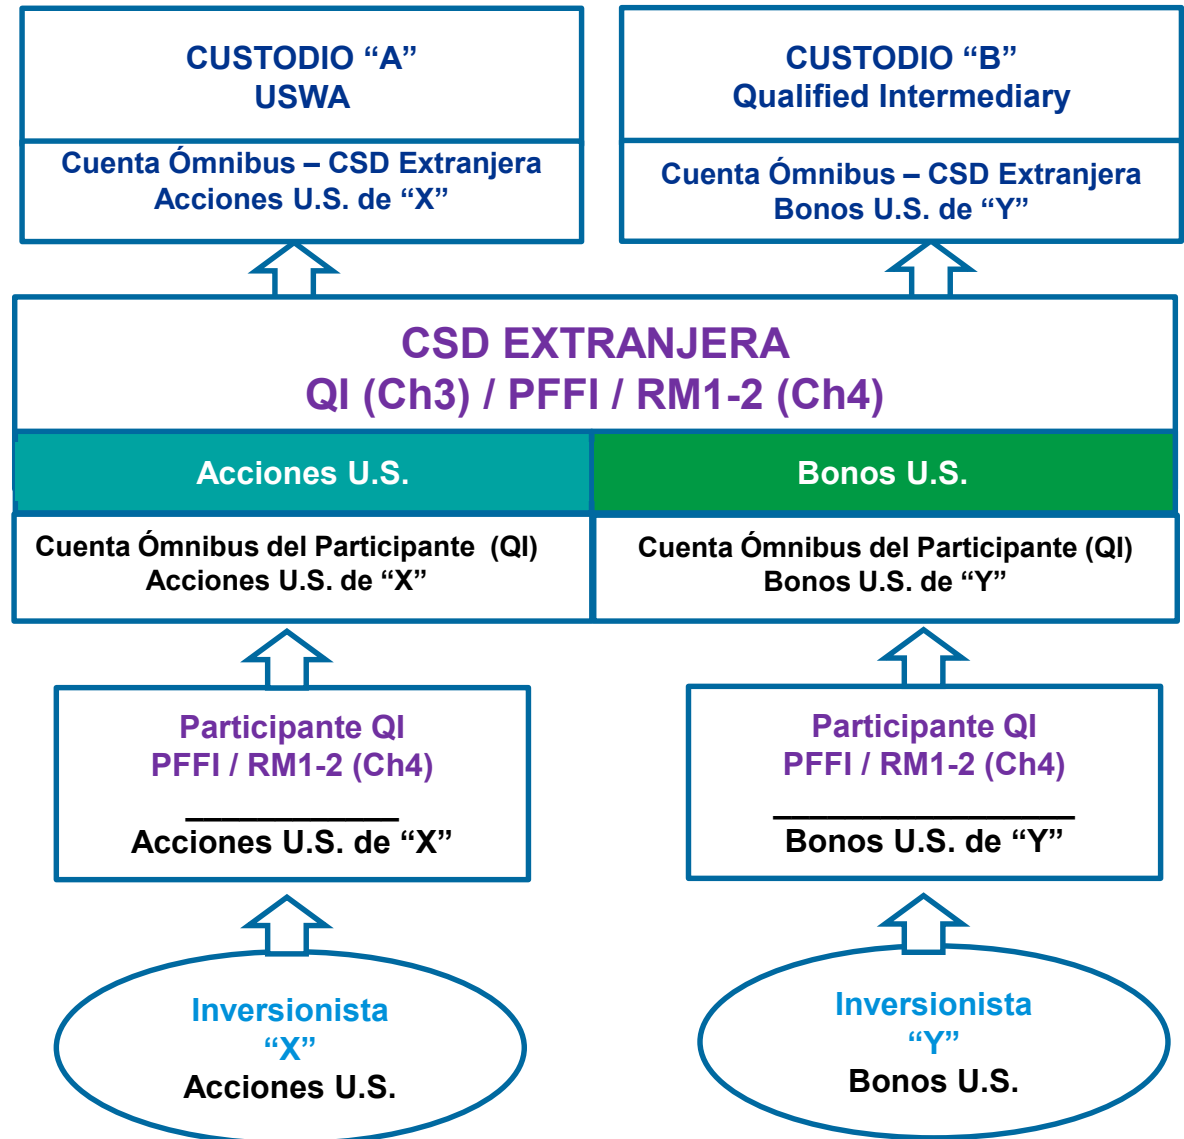 CUSTODIO “A”
USWA
Cuenta Ómnibus – CSD Extranjera
Acciones U.S. de “X”
CUSTODIO “B”
Qualified Intermediary
Cuenta Ómnibus – CSD Extranjera
Bonos U.S. de “Y”
CSD EXTRANJERA
QI (Ch3) / PFFI / RM1-2 (Ch4)
Acciones U.S.
Bonos U.S.
Cuenta Ómnibus del Participante (QI)
Acciones U.S. de “X”
Cuenta Ómnibus del Participante (QI)
Bonos U.S. de “Y”
Participante QI
PFFI / RM1-2 (Ch4)
Acciones U.S. de “X”
Participante QI
PFFI / RM1-2 (Ch4)
Bonos U.S. de “Y”
Inversionista
“X”
Acciones U.S.
Inversionista
“Y”
Bonos U.S.